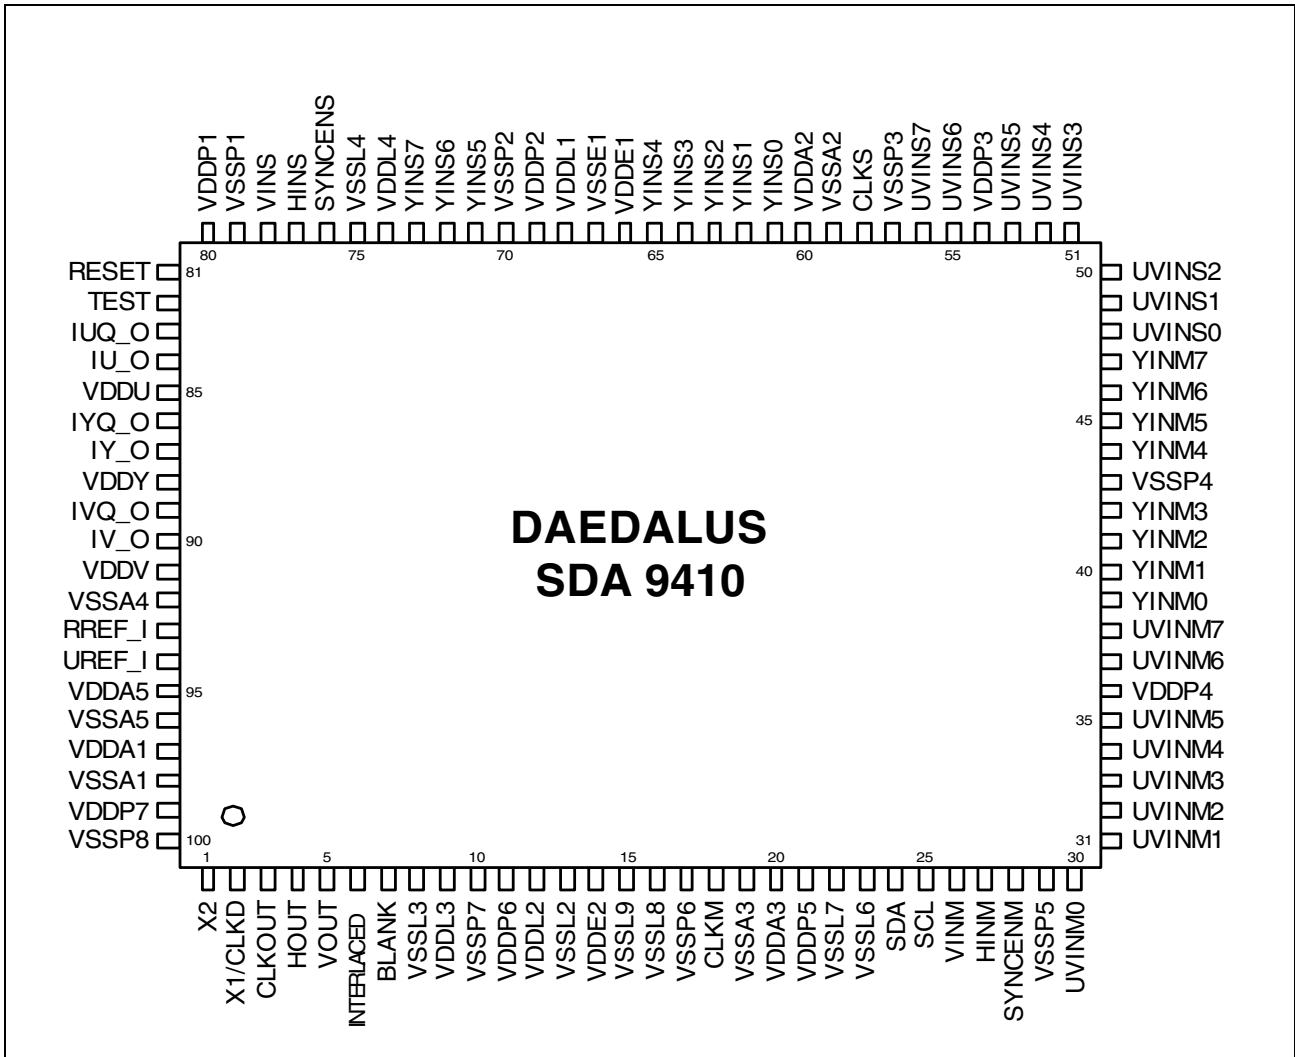 VDDP1
VSSP1
VINS
HINS
SYNCENS
VSSL4
VDDL4
YINS7
YINS6
YINS5
VSSP2
VDDP2
VDDL1
VSSE1
VDDE1
YINS4
YINS3
YINS2
YINS1
YINS0
VDDA2
VSSA2
CLKS
VSSP3
UVINS7
UVINS6
VDDP3
UVINS5
UVINS4
UVINS3
80 75 70 65 60 55 51
RESET 81 50 UVINS2
TEST UVINS1
IUQ_O UVINS0
IU_O YINM7
VDDU 85 YINM6
IYQ_O 45 YINM5
IY_O YINM4
VDDY VSSP4
IVQ_O YINM3
IV_O 90 YINM2
VDDV 40 YINM1
VSSA4 YINM0
RREF_I UVINM7
UREF_I UVINM6
VDDA5 95 VDDP4
VSSA5 35 UVINM5
VDDA1 UVINM4
VSSA1 UVINM3
VDDP7 UVINM2
VSSP8 100 31 UVINM1
DAEDALUS
SDA 9410
1 5 10 15 20 25 30
X2
X1/CLKD
CLKOUT
HOUT
VOUT
INTERLACED
BLANK
VSSL3
VDDL3
VSSP7
VDDP6
VDDL2
VSSL2
VDDE2
VSSL9
VSSL8
VSSP6
CLKM
VSSA3
VDDA3
VDDP5
VSSL7
VSSL6
SDA
SCL
VINM
HINM
SYNCENM
VSSP5
UVINM0